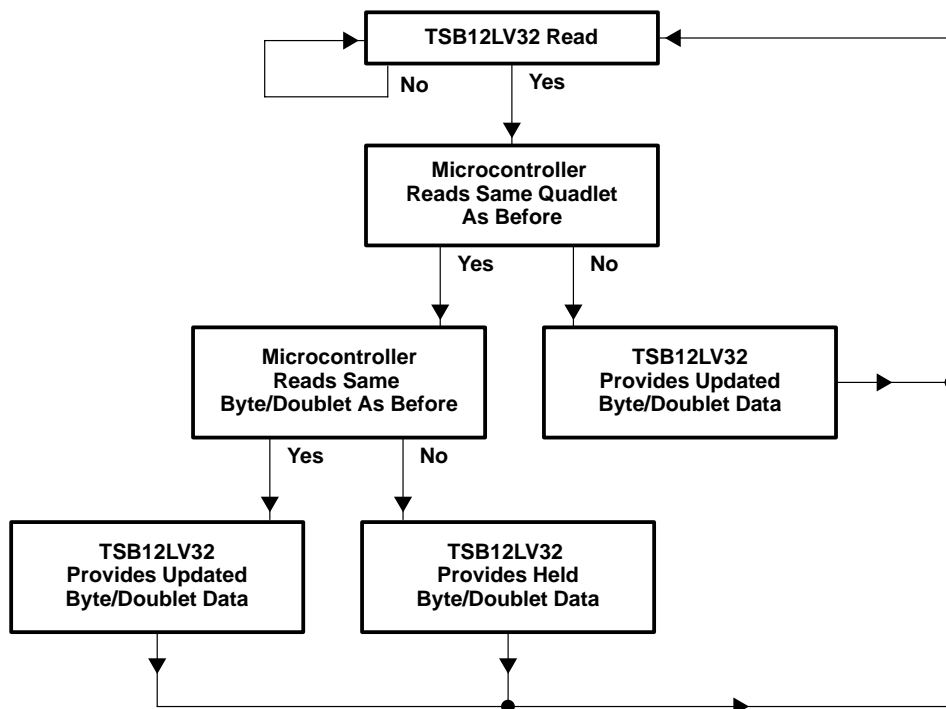 TSB12LV32 Read
No
Yes
Microcontroller
Reads Same Quadlet
As Before
Yes
No
Microcontroller
Reads Same
Byte/Doublet As Before
TSB12LV32
Provides Updated
Byte/Doublet Data
Yes
No
TSB12LV32
Provides Updated
Byte/Doublet Data
TSB12LV32
Provides Held
Byte/Doublet Data